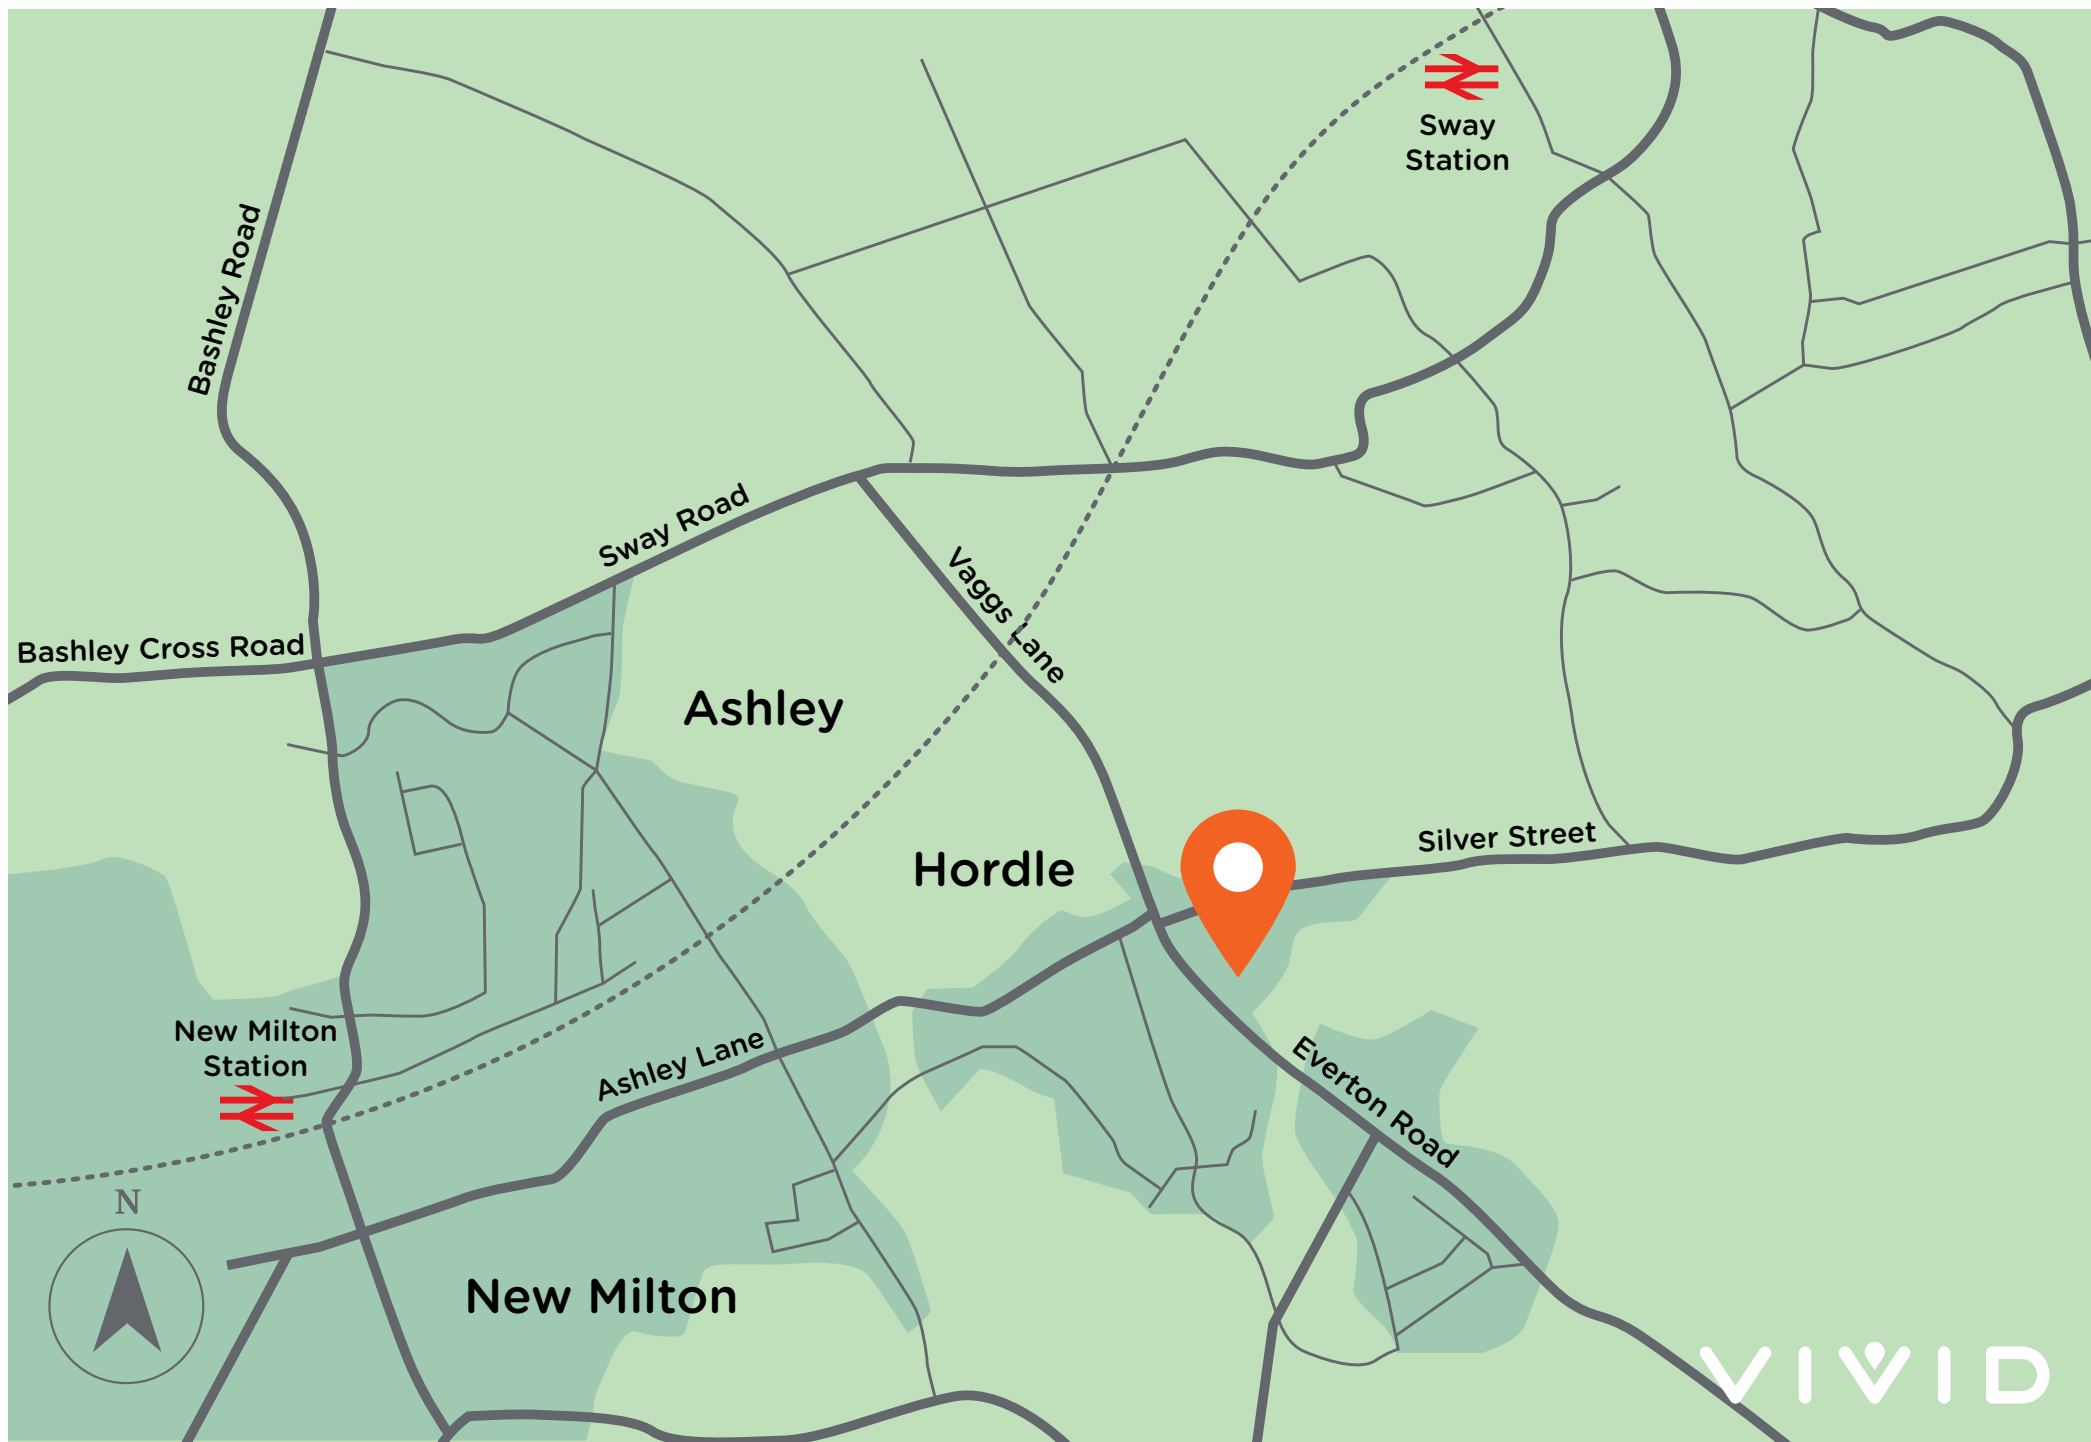 Sway
Station
Bashley Road
Sway Road
Vaggs Lane
Bashley Cross Road
Ashley
Silver Street
Hordle
New Milton
Station
Ashley Lane
Everton Road
N
New Milton
VIVID